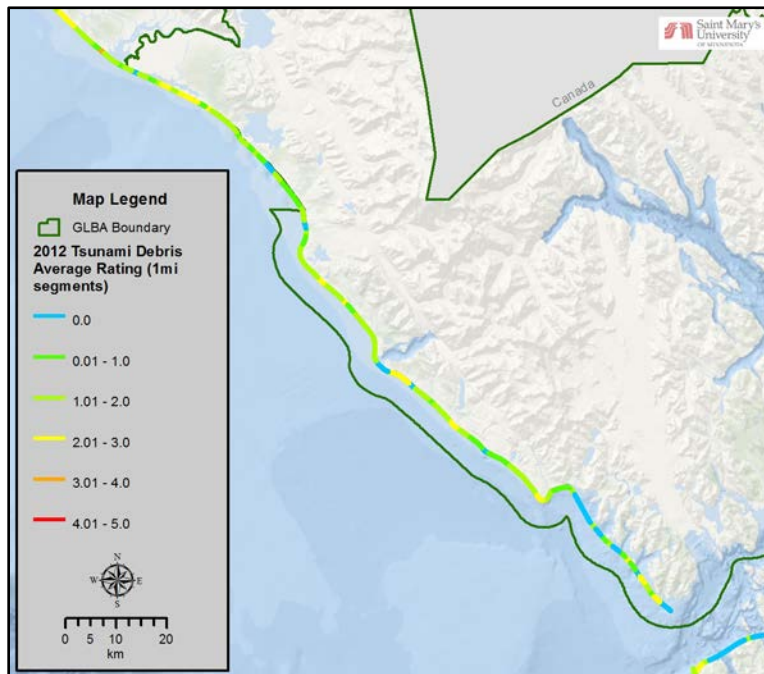 Saint Mary's
University
OF MINNESOTA
Canada
Map Legend
GLBA Boundary
2012 Tsunami Debris
Average Rating (1mi
segments)
0.0
0.01 - 1.0
1.01 - 2.0
2.01 - 3.0
3.01 - 4.0
4.01 - 5.0
N
W E
S
0 5 10 20
km